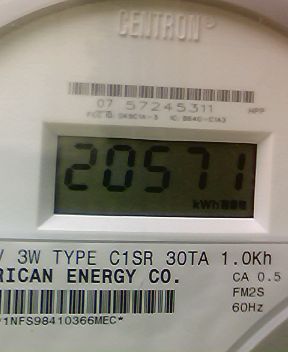 CENTRON®
07 57245311
HPP
20571
kWh
V 3W TYPE C1SR 30TA 1.0Kh
RICAN ENERGY CO.
CA 0.5
FM2S
60Hz
*1NFS98410366MEC*